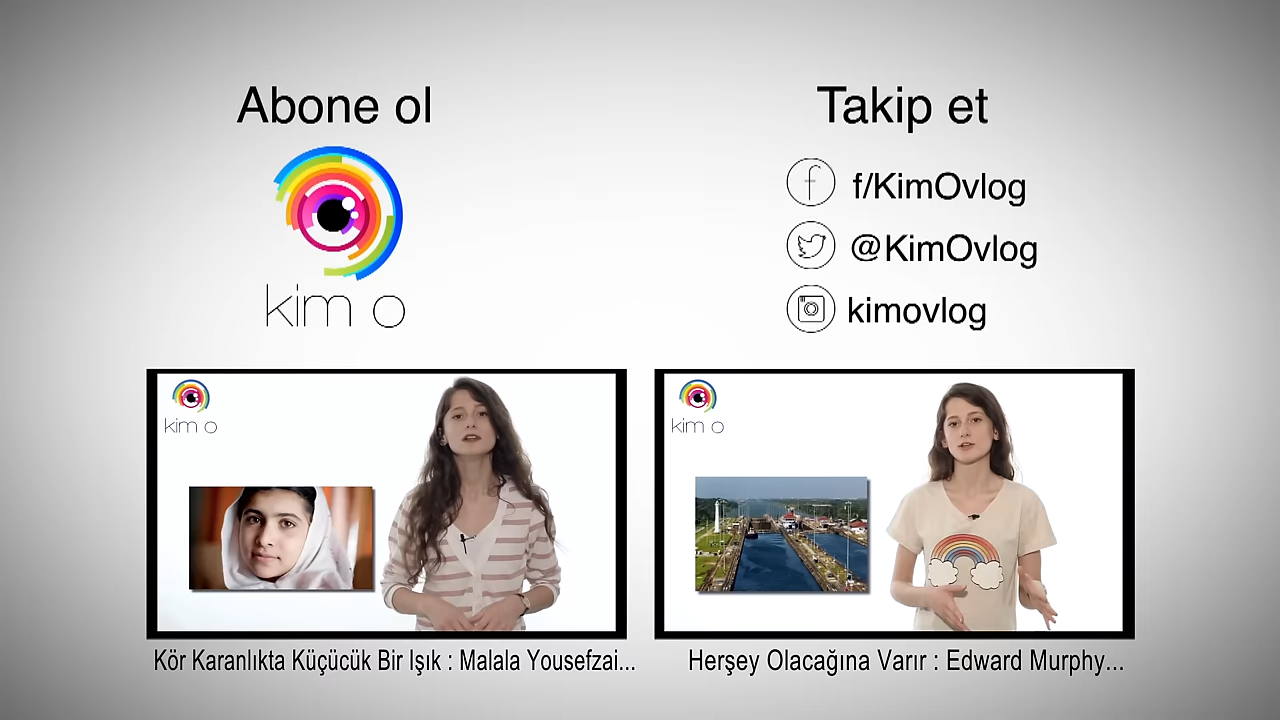 Abone ol
kim o
Takip et
f/KimOvlog
@KimOvlog
kimovlog
kim o
kim o
Kör Karanlıkta Küçücük Bir Işık : Malala Yousefzai...
Herşey Olacağına Varır : Edward Murphy...